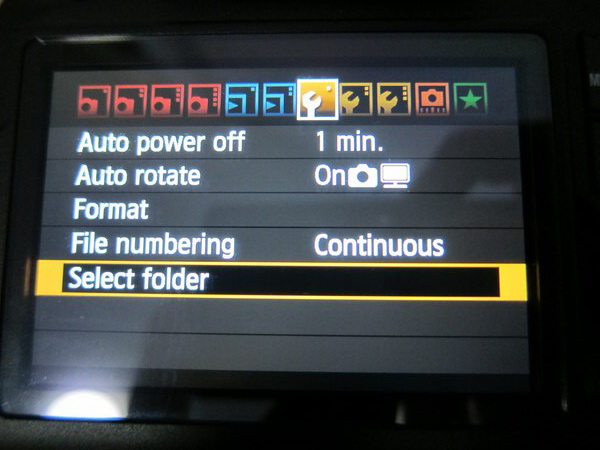 Auto power off 1 min.
Auto rotate On
Format
File numbering Continuous
Select folder